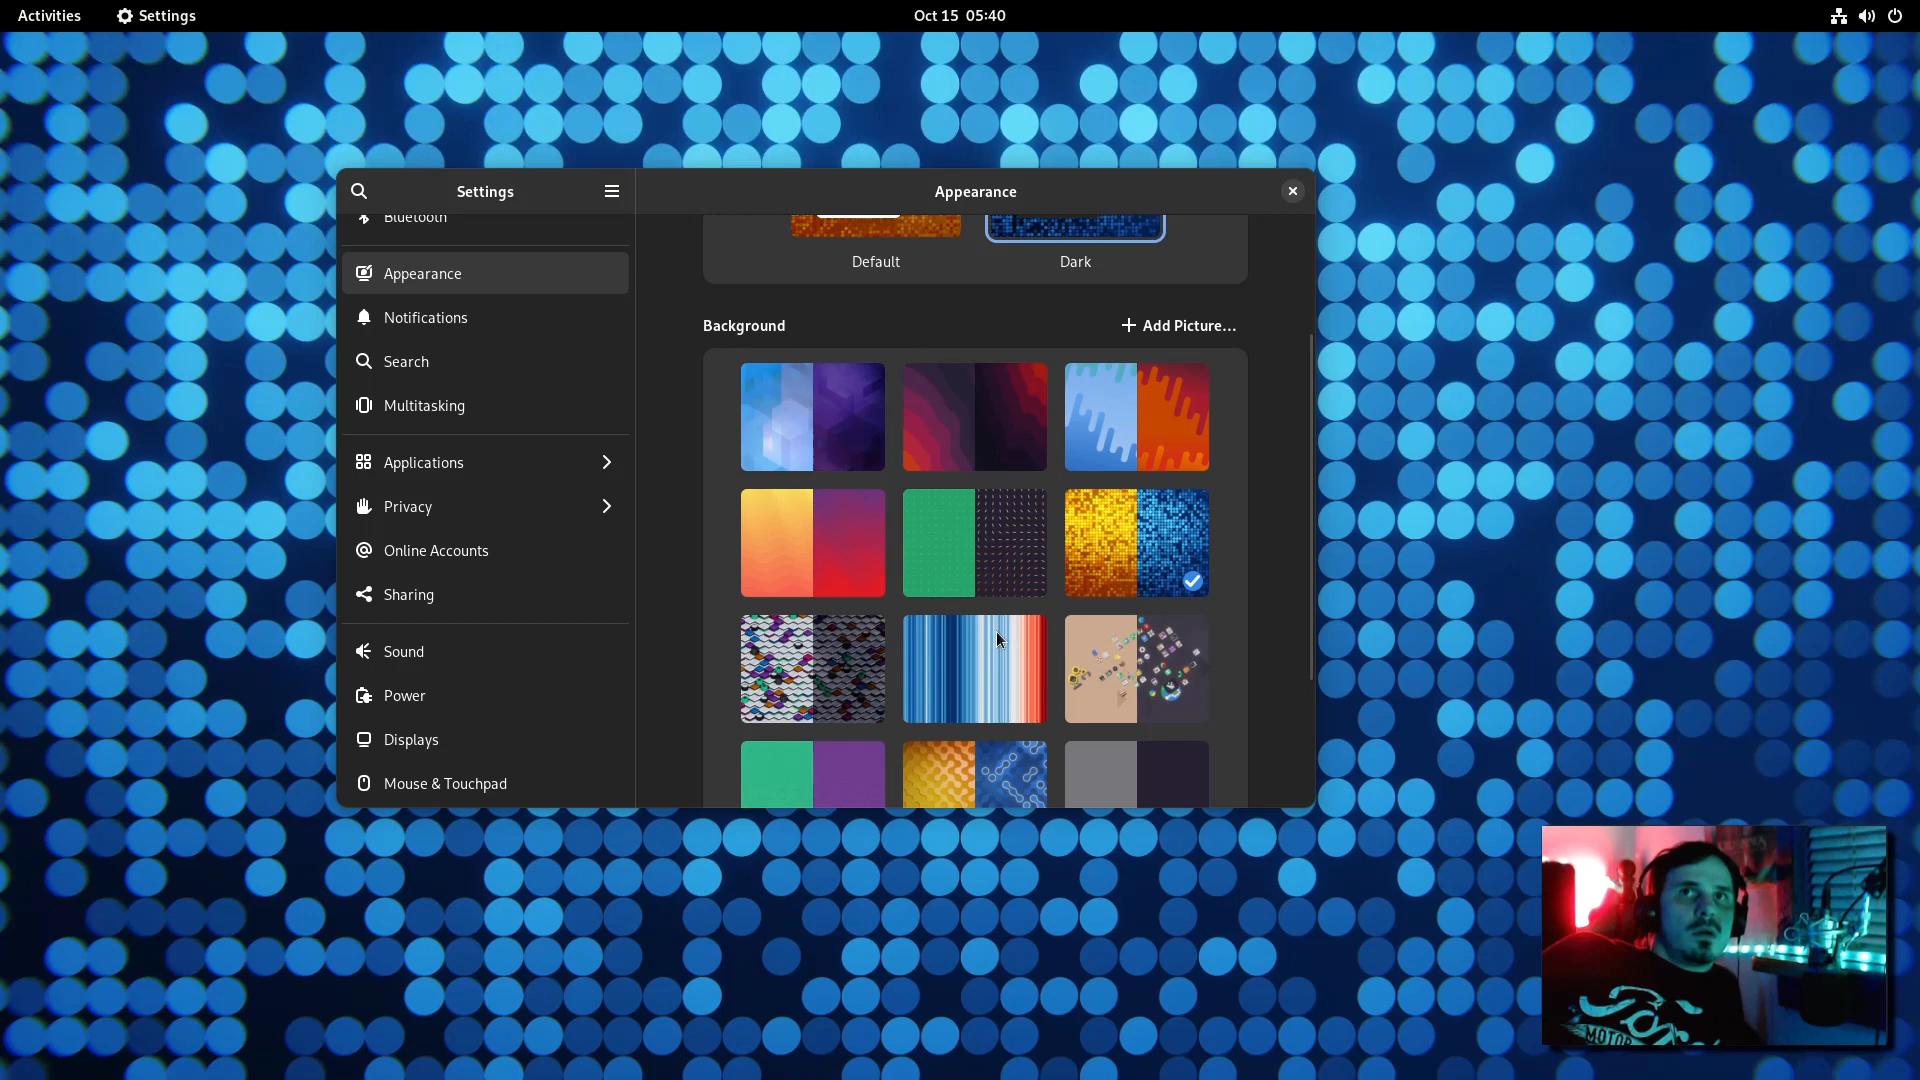 Activities
Settings
Oct 15 05:40
Settings
Appearance
Bluetooth
Appearance
Notifications
Search
Multitasking
Applications
Privacy
Online Accounts
Sharing
Sound
Power
Displays
Mouse & Touchpad
Default
Dark
Background
Add Picture...
MOTOR